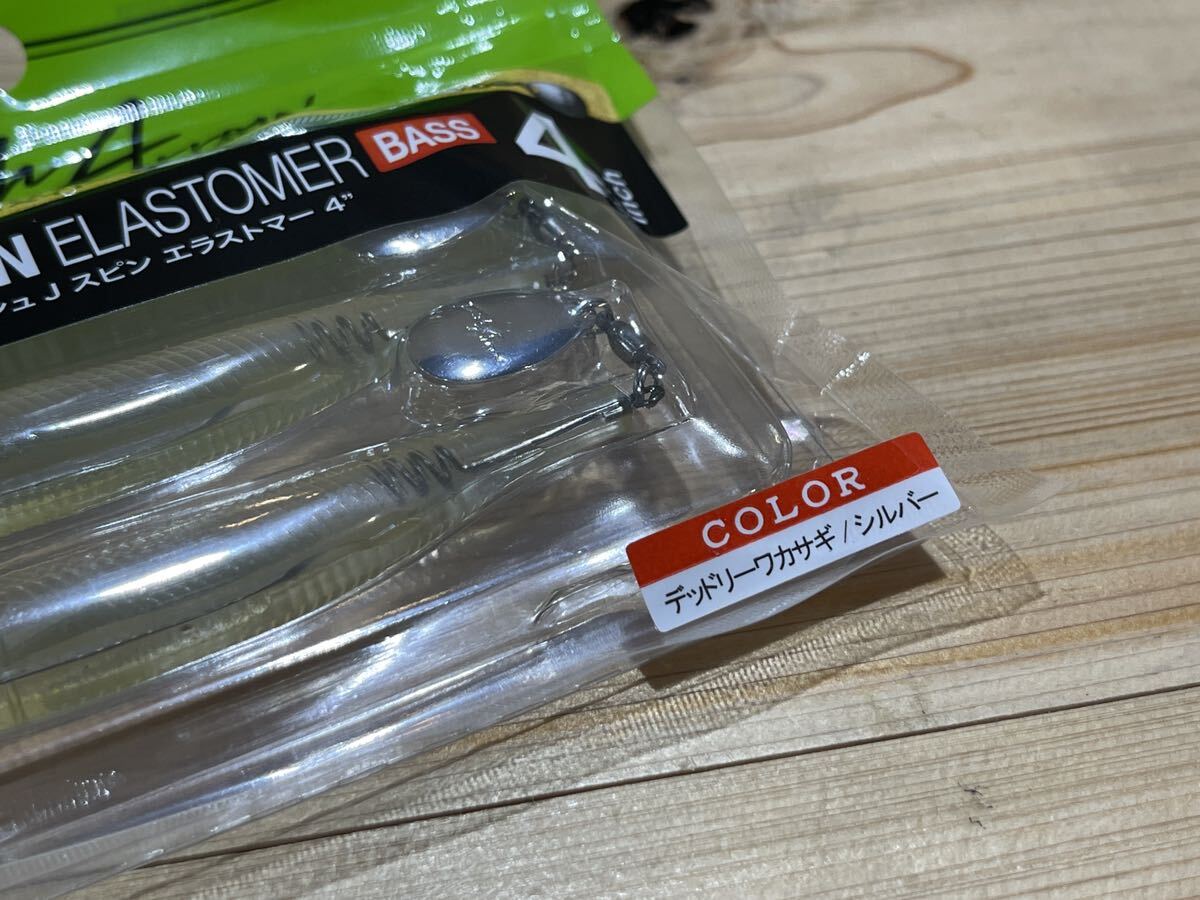 N ELASTOMER BASS
シュ J スピン エラストマー 4"
4 inch
COLOR
デッドリーワカサギ / シルバー